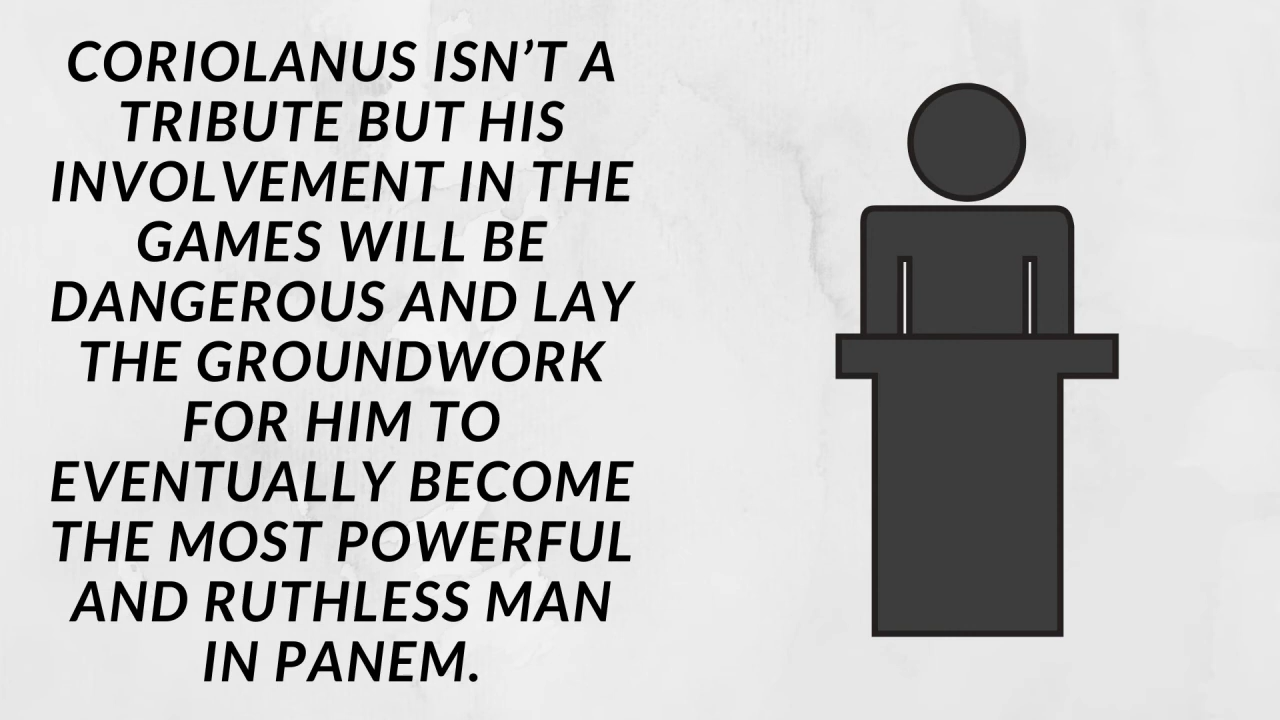 CORIOLANUS ISN’T A
TRIBUTE BUT HIS
INVOLVEMENT IN THE
GAMES WILL BE
DANGEROUS AND LAY
THE GROUNDWORK
FOR HIM TO
EVENTUALLY BECOME
THE MOST POWERFUL
AND RUTHLESS MAN
IN PANEM.